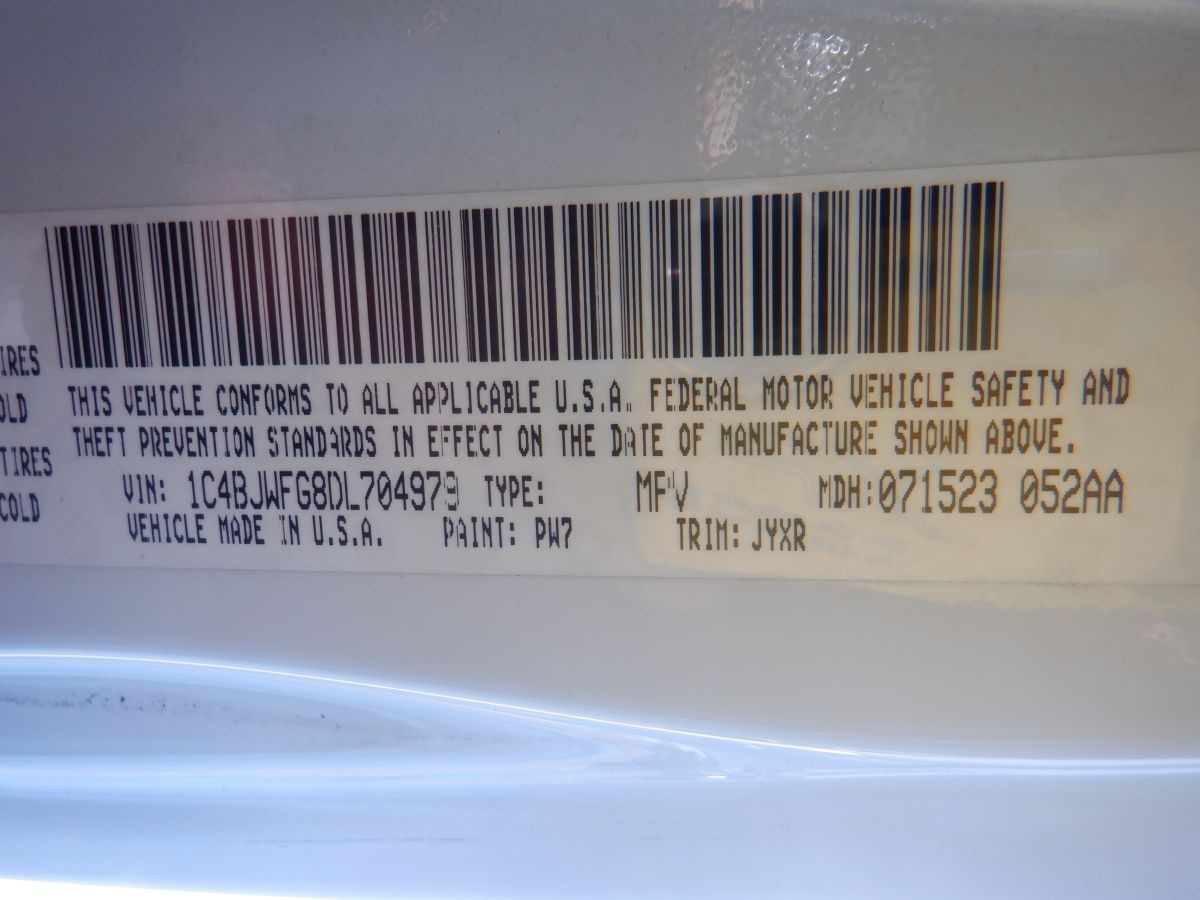 IRES
OLD
TIRES
COLD
THIS VEHICLE CONFORMS TO ALL APPLICABLE U.S.A. FEDERAL MOTOR VEHICLE SAFETY AND
THEFT PREVENTION STANDARDS IN EFFECT ON THE DATE OF MANUFACTURE SHOWN ABOVE.
VIN: 1C4BJWFG8DL704979 TYPE: MPV MDH:071523 052AA
VEHICLE MADE IN U.S.A. PAINT: PW7 TRIM: JYXR